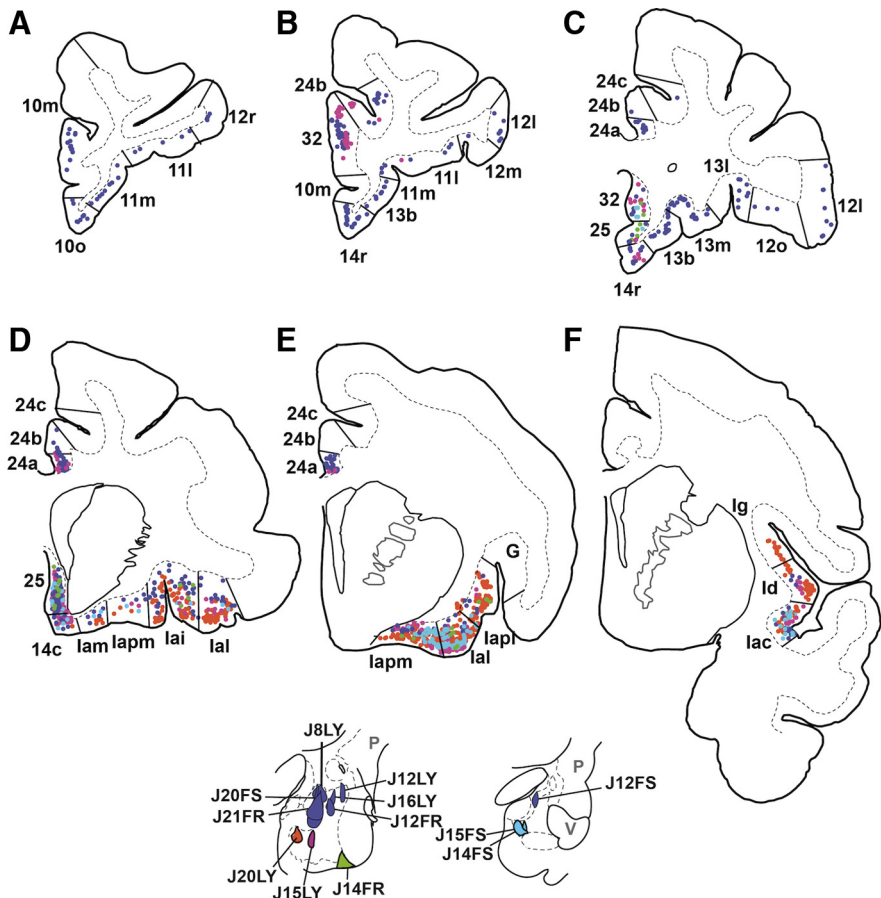 A
10m
12r
11l
11m
10o
B
24b
32
12l
10m
11m
11l
12m
13b
14r
C
24c
24b
24a
13l
32
12l
25
12o
13m
13b
14r
D
24c
24b
24a
25
14c
Iam
Iapm
Iai
Ial
E
24c
24b
24a
G
Iapl
Ial
Iapm
F
Ig
Id
Iac
J8LY
P
J12LY
J20FS
J16LY
J21FR
J12FR
J20LY
J15LY
J14FR
P
J12FS
J15FS
V
J14FS